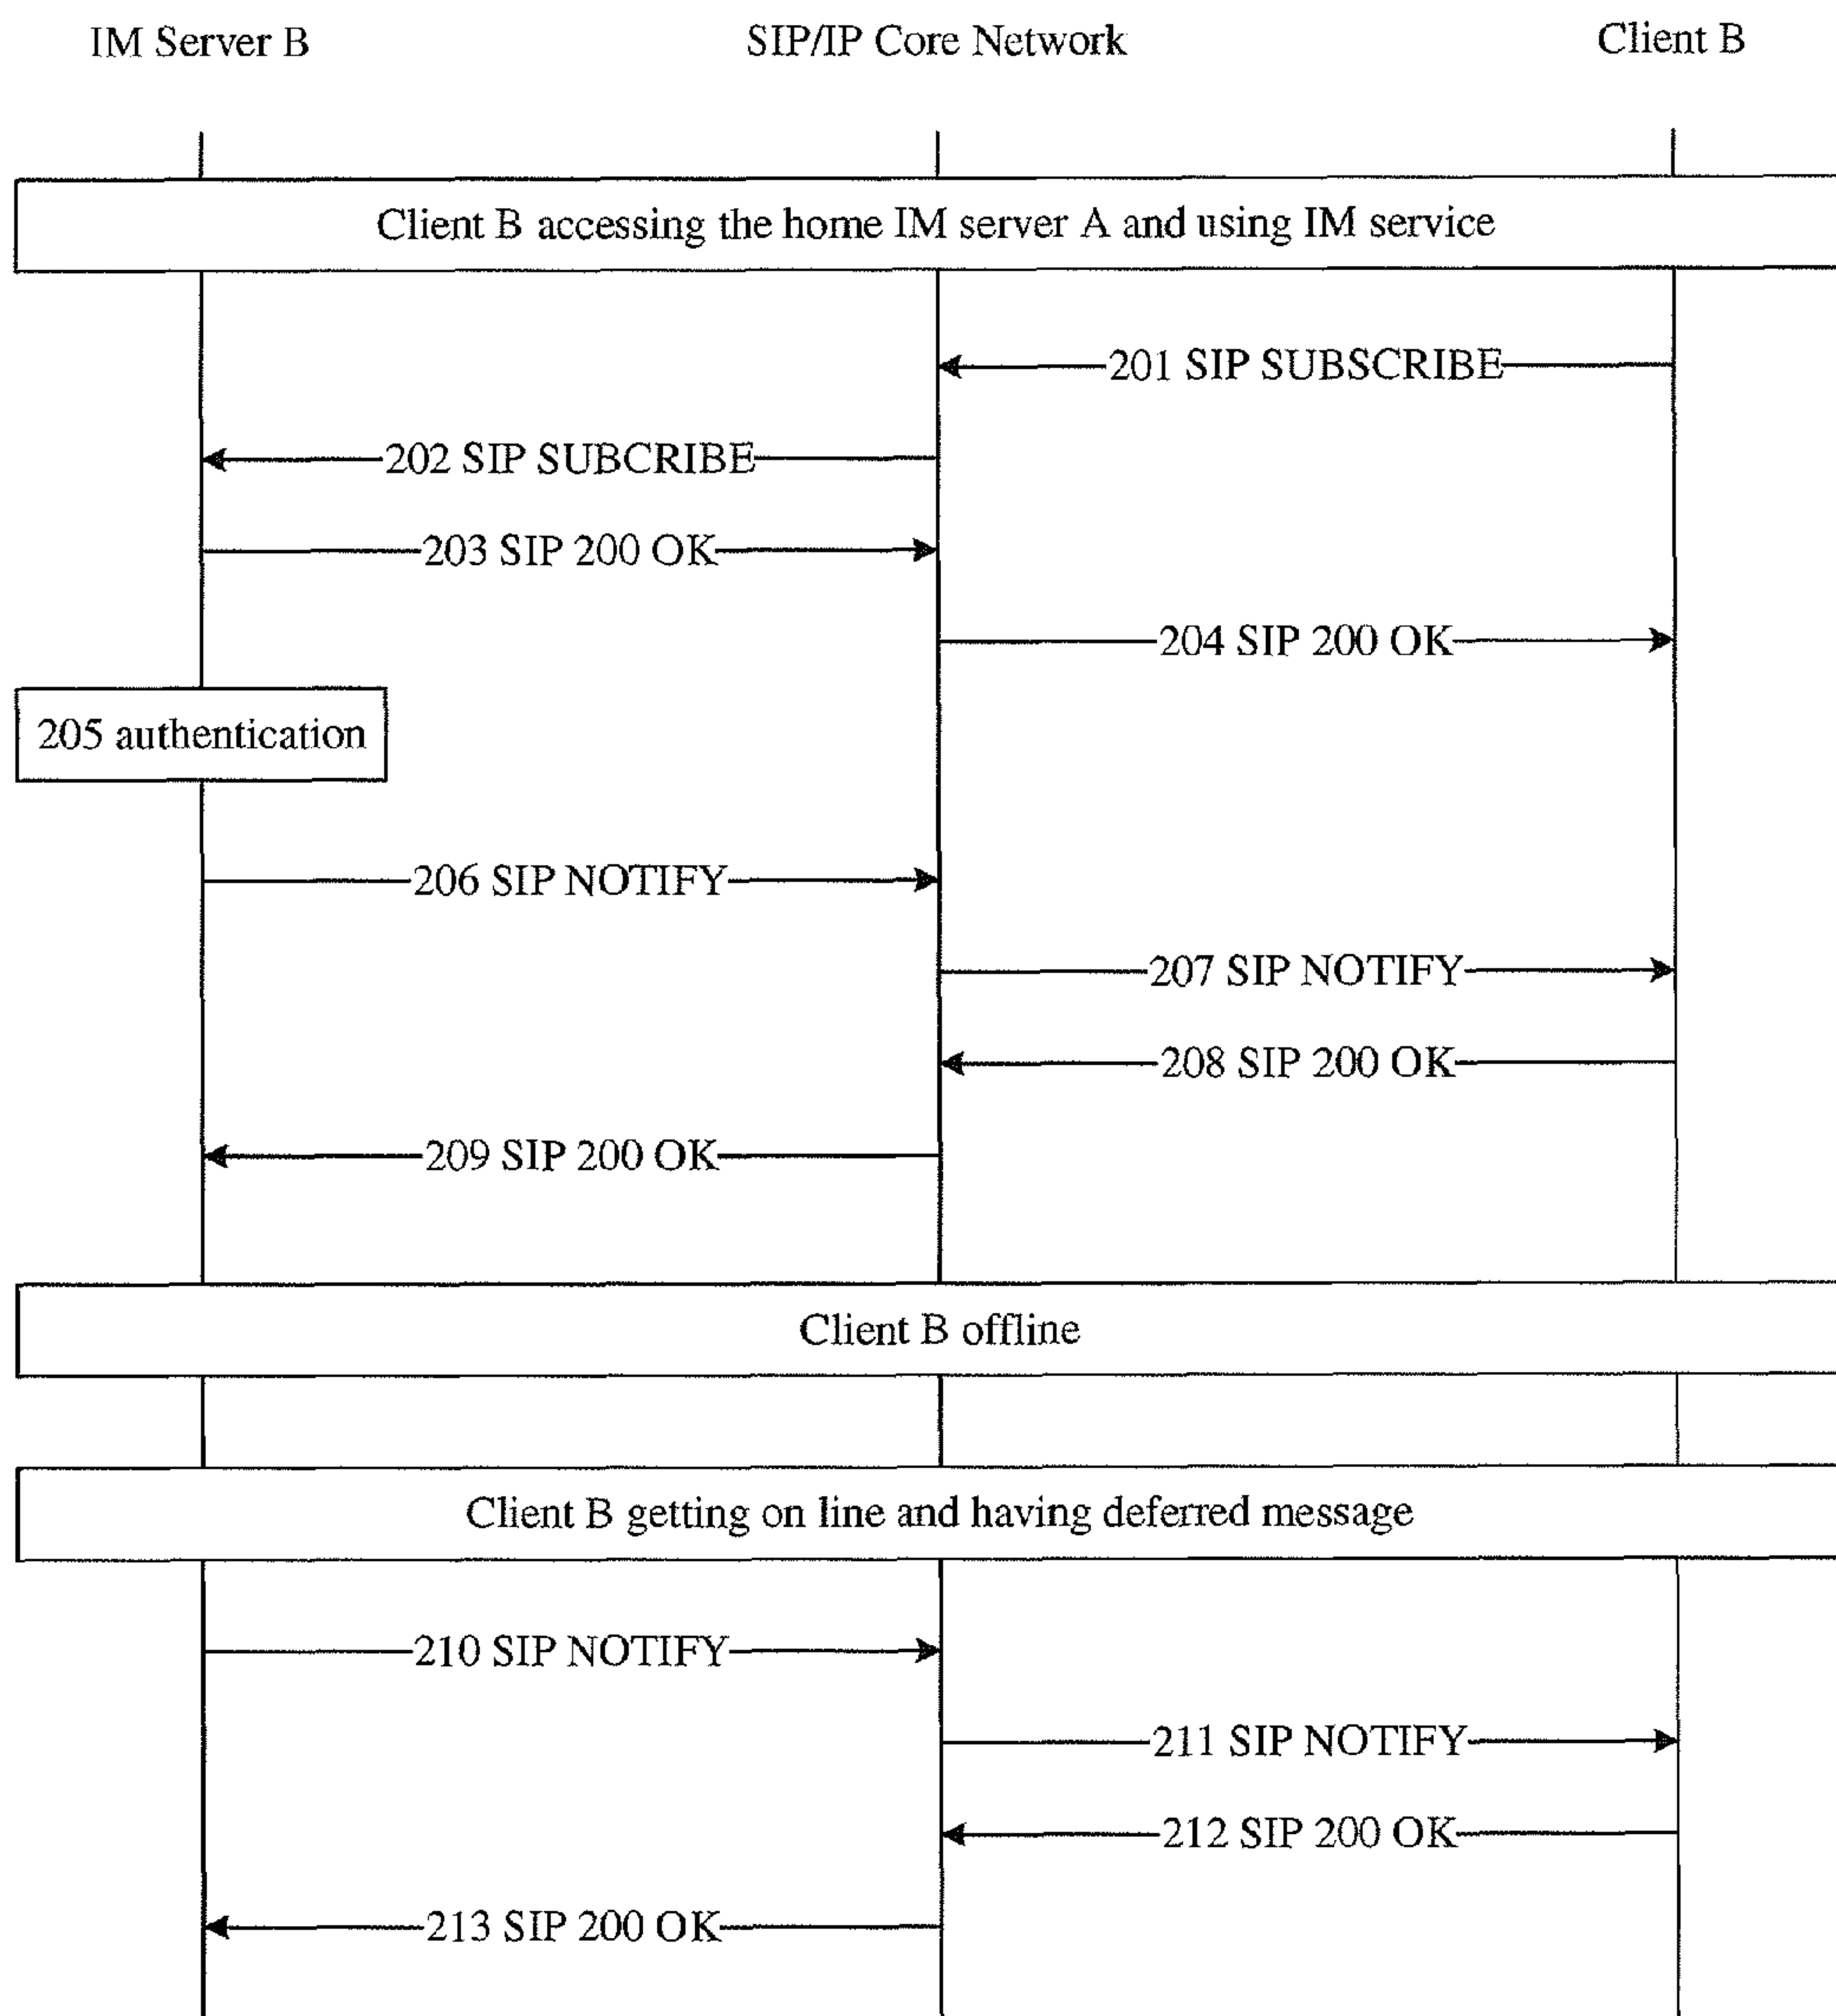 IM Server B
SIP/IP Core Network
Client B
Client B accessing the home IM server A and using IM service
201 SIP SUBSCRIBE
202 SIP SUBCRIBE
203 SIP 200 OK
204 SIP 200 OK
205 authentication
206 SIP NOTIFY
207 SIP NOTIFY
208 SIP 200 OK
209 SIP 200 OK
Client B offline
Client B getting on line and having deferred message
210 SIP NOTIFY
211 SIP NOTIFY
212 SIP 200 OK
213 SIP 200 OK